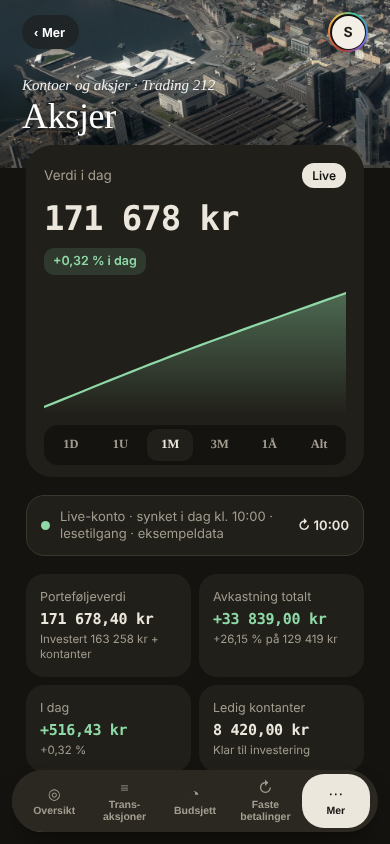 ‹ Mer
S
Kontoer og aksjer · Trading 212
Aksjer
Verdi i dag
Live
171 678 kr
+0,32 % i dag
1D 1U 1M 3M 1Å Alt
Live-konto · synket i dag kl. 10:00 ·
lesetilgang · eksempeldata
↻ 10:00
Porteføljeverdi
171 678,40 kr
Investert 163 258 kr +
kontanter
Avkastning totalt
+33 839,00 kr
+26,15 % på 129 419 kr
I dag
+516,43 kr
+0,32 %
Ledig kontanter
8 420,00 kr
Klar til investering
Oversikt
Trans-
aksjoner
Budsjett
Faste
betalinger
Mer